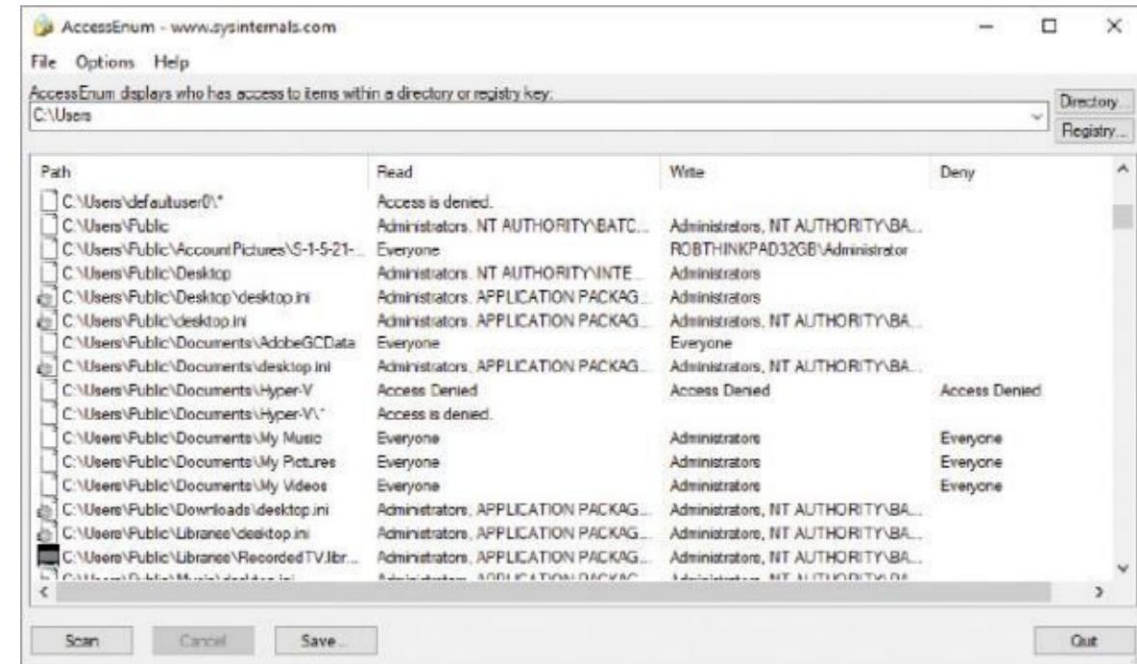 AccessEnum - www.sysinternals.com
File Options Help
AccessEnum displays who has access to items within a directory or registry key:
C:\Users
Directory...
Registry...
Path Read Write Deny
C:\Users\defaultuser0\* Access is denied.
C:\Users\Public Administrators, NT AUTHORITY\BATC... Administrators, NT AUTHORITY\BA...
C:\Users\Public\AccountPictures\S-1-5-21-... Everyone ROBTHINKPAD32GB\Administrator
C:\Users\Public\Desktop Administrators, NT AUTHORITY\INTE... Administrators
C:\Users\Public\Desktop\desktop.ini Administrators, APPLICATION PACKAG... Administrators
C:\Users\Public\desktop.ini Administrators, APPLICATION PACKAG... Administrators, NT AUTHORITY\BA...
C:\Users\Public\Documents\AdobeGCData Everyone Everyone
C:\Users\Public\Documents\desktop.ini Administrators, APPLICATION PACKAG... Administrators, NT AUTHORITY\BA...
C:\Users\Public\Documents\Hyper-V Access Denied Access Denied Access Denied
C:\Users\Public\Documents\Hyper-V\* Access is denied.
C:\Users\Public\Documents\My Music Everyone Administrators Everyone
C:\Users\Public\Documents\My Pictures Everyone Administrators Everyone
C:\Users\Public\Documents\My Videos Everyone Administrators Everyone
C:\Users\Public\Downloads\desktop.ini Administrators, APPLICATION PACKAG... Administrators, NT AUTHORITY\BA...
C:\Users\Public\Libraries\desktop.ini Administrators, APPLICATION PACKAG... Administrators, NT AUTHORITY\BA...
C:\Users\Public\Libraries\RecordedTV.libr... Administrators, APPLICATION PACKAG... Administrators, NT AUTHORITY\BA...
Scan Cancel Save... Quit